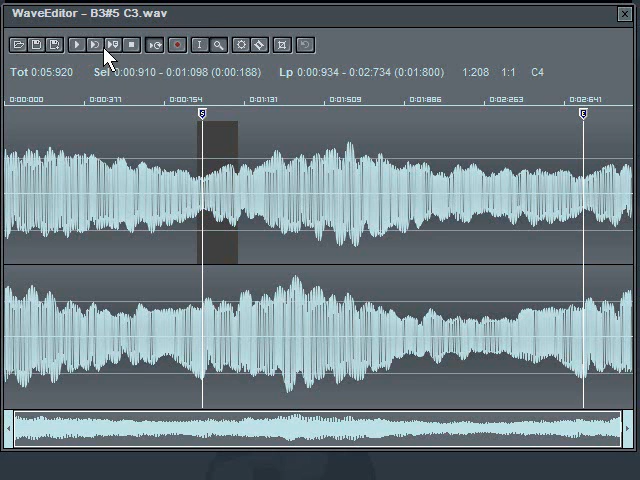 WaveEditor - B3#5 C3.wav
Tot 0:05:920 Sel 0:00:910 - 0:01:098 (0:00:188) Lp 0:00:934 - 0:02:734 (0:01:800) 1:208 1:1 C4
0:00:000 0:00:377 0:00:754 0:01:131 0:01:509 0:01:886 0:02:263 0:02:641
S E